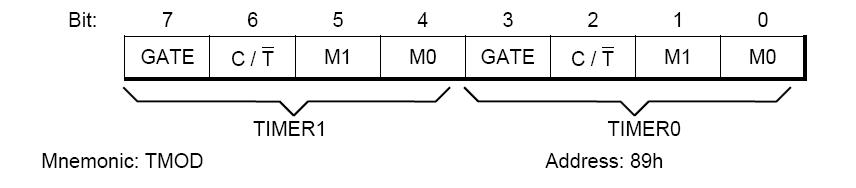 Bit: 7 6 5 4 3 2 1 0
GATE C / T̅ M1 M0 GATE C / T̅ M1 M0
TIMER1 TIMER0
Mnemonic: TMOD Address: 89h